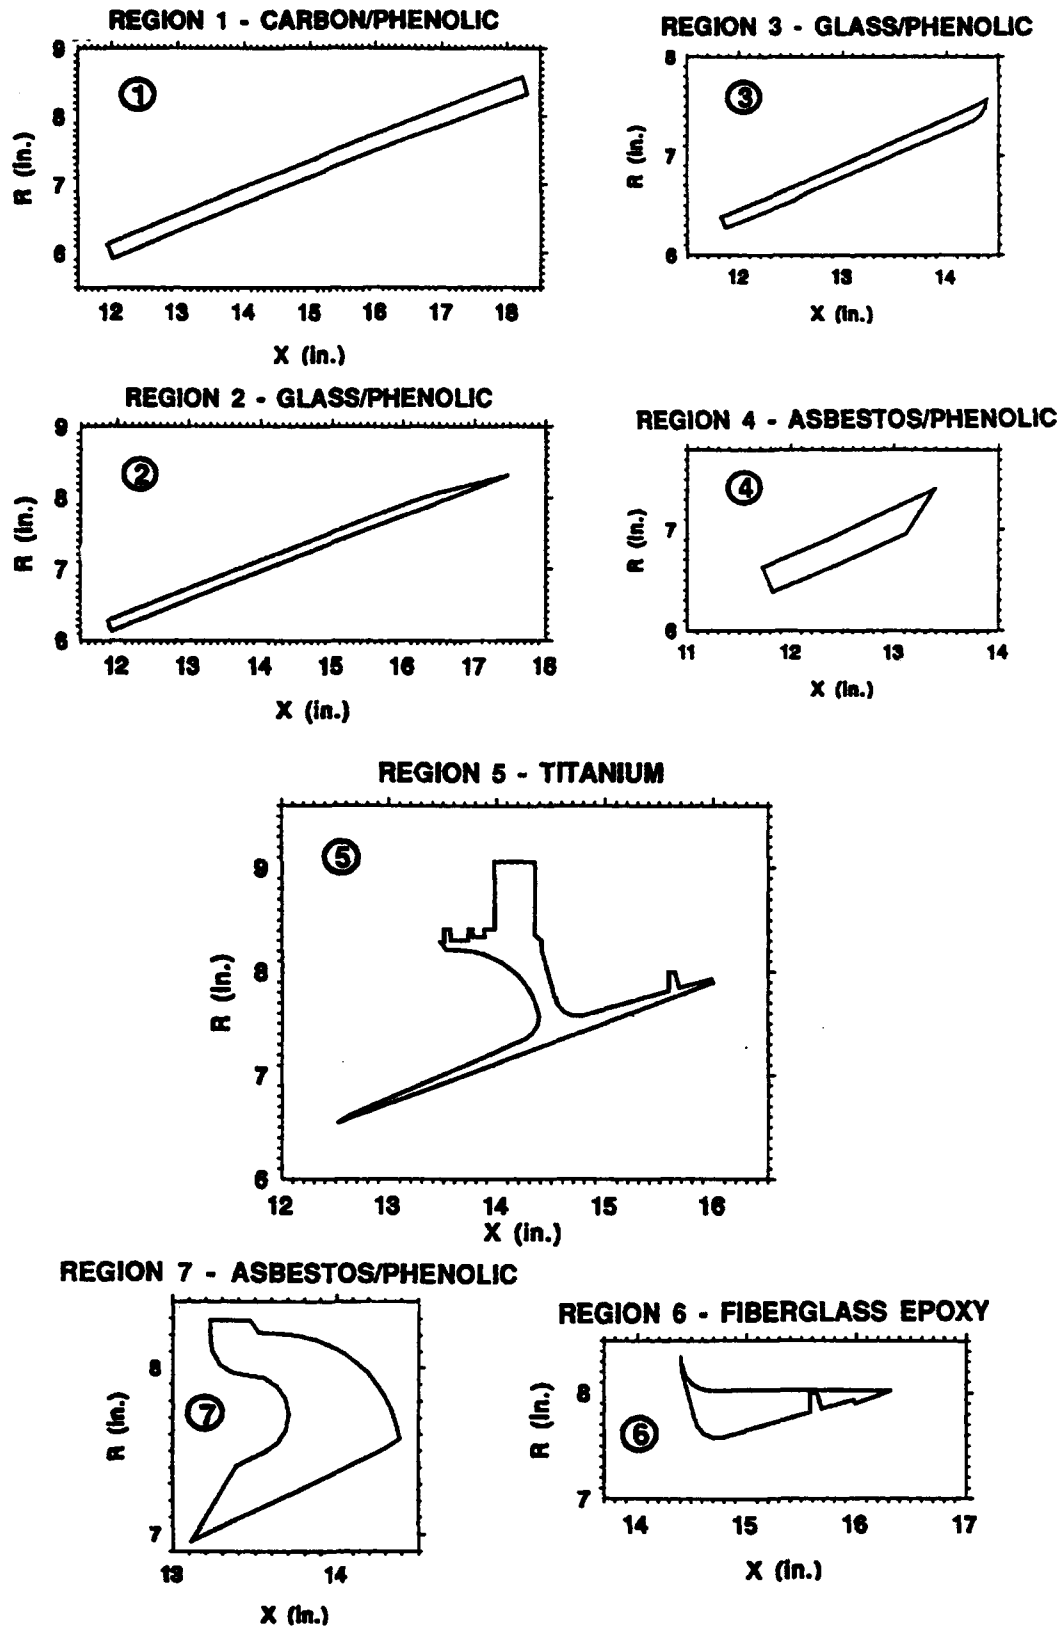 REGION 1 - CARBON/PHENOLIC
9
8
7
6
R (in.)
1
12 13 14 15 16 17 18
X (in.)
REGION 3 - GLASS/PHENOLIC
8
7
6
R (in.)
3
12 13 14
X (in.)
REGION 2 - GLASS/PHENOLIC
9
8
7
6
R (in.)
2
12 13 14 15 16 17 18
X (in.)
REGION 4 - ASBESTOS/PHENOLIC
7
6
R (in.)
4
11 12 13 14
X (in.)
REGION 5 - TITANIUM
9
8
7
6
R (in.)
5
12 13 14 15 16
X (in.)
REGION 7 - ASBESTOS/PHENOLIC
8
7
R (in.)
7
13 14
X (in.)
REGION 6 - FIBERGLASS EPOXY
8
7
R (in.)
6
14 15 16 17
X (in.)